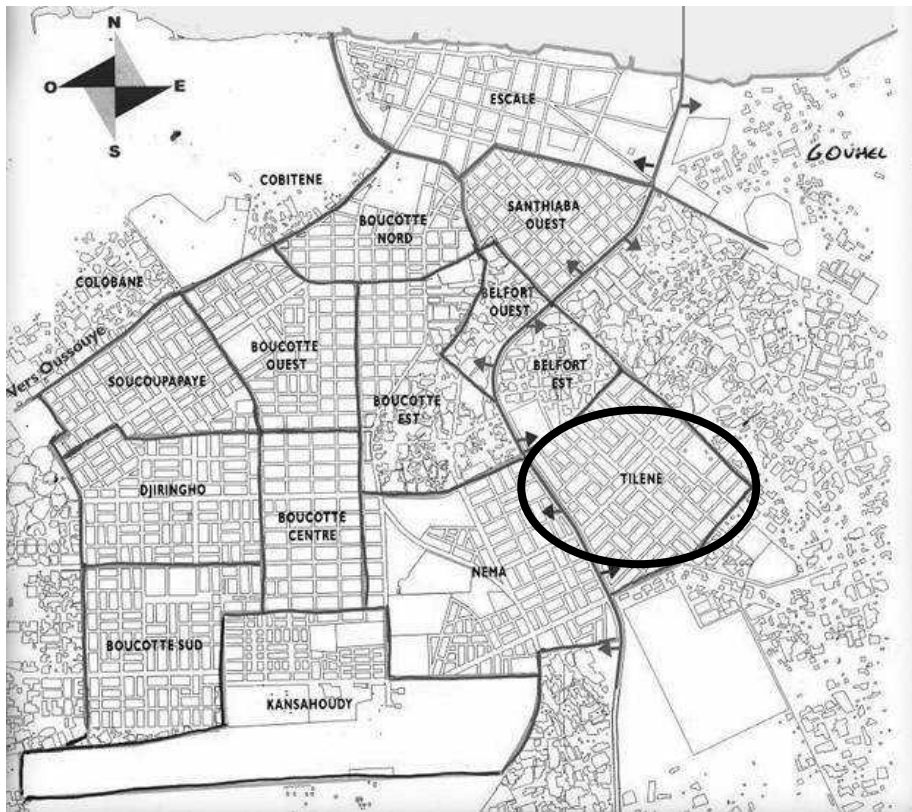 N
O
E
S
ESCALE
GOUMEL
COBITENE
SANTHIABA
OUEST
BOUCOTTE
NORD
COLOBANE
BELFORT
OUEST
Vers Oussouye
BOUCOTTE
OUEST
BELFORT
EST
SOUCOUPAPAYE
BOUCOTTE
EST
TILENE
DJIRINGHO
BOUCOTTE
CENTRE
NEMA
BOUCOTTE SUD
KANSAHOUDY